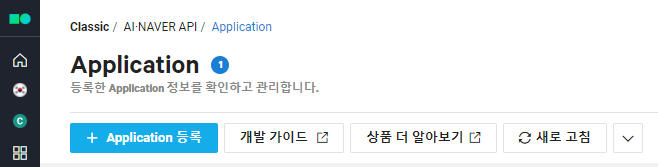 Classic / AI·NAVER API / Application
Application 1
등록한 Application 정보를 확인하고 관리합니다.
C
+ Application 등록 개발 가이드 상품 더 알아보기 새로 고침